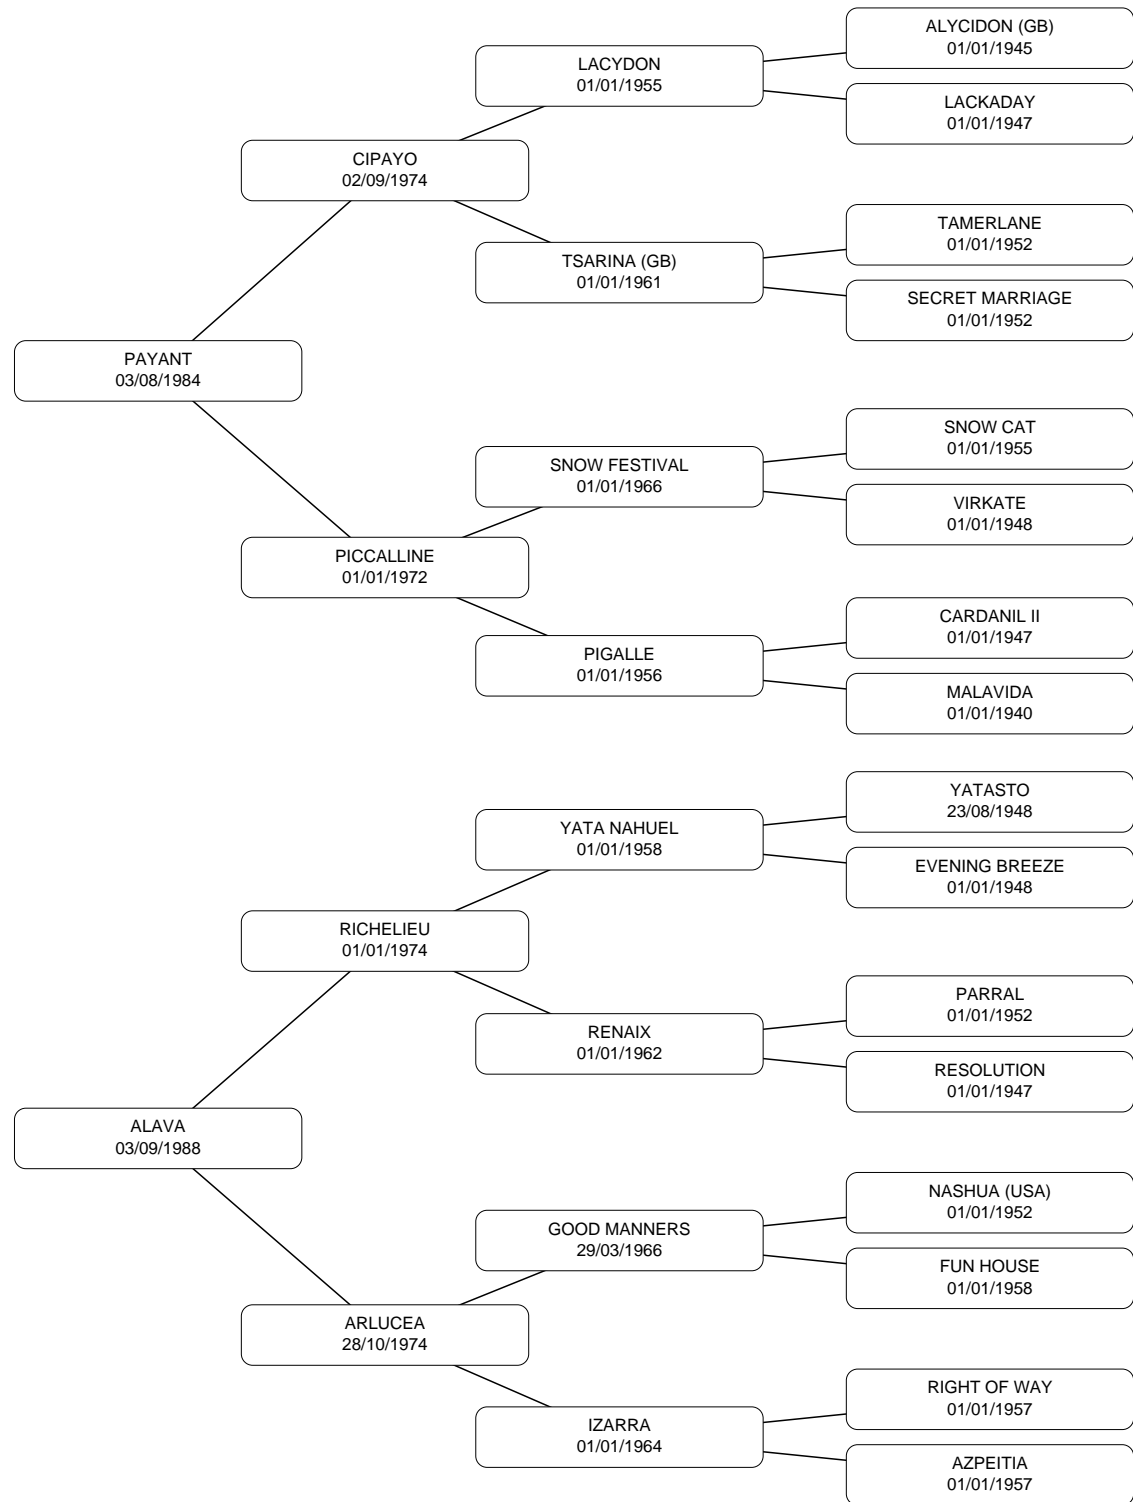 ALYCIDON (GB)
01/01/1945
LACYDON
01/01/1955
LACKADAY
01/01/1947
CIPAYO
02/09/1974
TAMERLANE
01/01/1952
TSARINA (GB)
01/01/1961
SECRET MARRIAGE
01/01/1952
PAYANT
03/08/1984
SNOW CAT
01/01/1955
SNOW FESTIVAL
01/01/1966
VIRKATE
01/01/1948
PICCALLINE
01/01/1972
CARDANIL II
01/01/1947
PIGALLE
01/01/1956
MALAVIDA
01/01/1940
YATASTO
23/08/1948
YATA NAHUEL
01/01/1958
EVENING BREEZE
01/01/1948
RICHELIEU
01/01/1974
PARRAL
01/01/1952
RENAIX
01/01/1962
RESOLUTION
01/01/1947
ALAVA
03/09/1988
NASHUA (USA)
01/01/1952
GOOD MANNERS
29/03/1966
FUN HOUSE
01/01/1958
ARLUCEA
28/10/1974
RIGHT OF WAY
01/01/1957
IZARRA
01/01/1964
AZPEITIA
01/01/1957